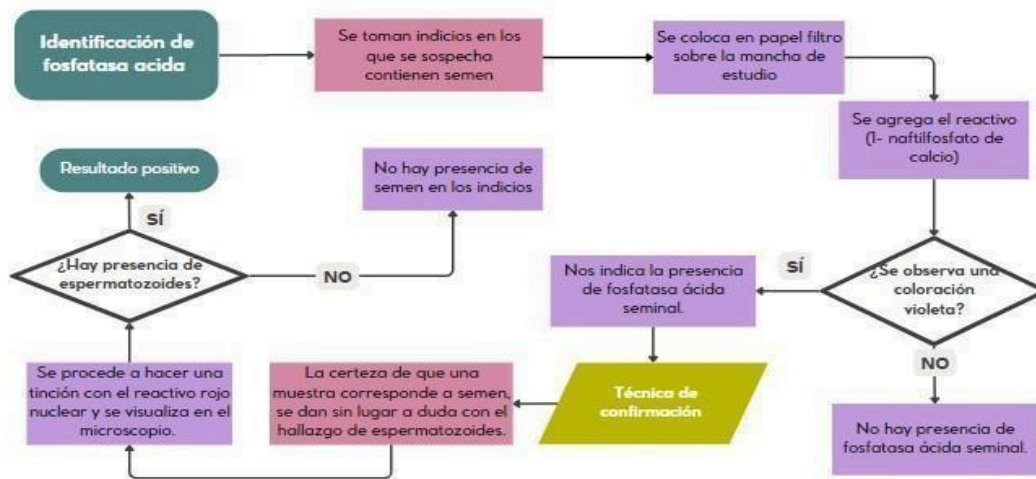 Identificación de
fosfatasa acida
Se toman indicios en los
que se sospecha
contienen semen
Se coloca en papel filtro
sobre la mancha de
estudio
Se agrega el reactivo
(1- naftilfosfato de
calcio)
¿Se observa una
coloración
violeta?
SÍ
NO
No hay presencia de
fosfatasa ácida seminal.
Nos indica la presencia
de fosfatasa ácida
seminal.
Técnica de
confirmación
La certeza de que una
muestra corresponde a semen,
se dan sin lugar a duda con el
hallazgo de espermatozoides.
Se procede a hacer una
tinción con el reactivo rojo
nuclear y se visualiza en el
microscopio.
¿Hay presencia de
espermatozoides?
SÍ
NO
Resultado positivo
No hay presencia de
semen en los indicios